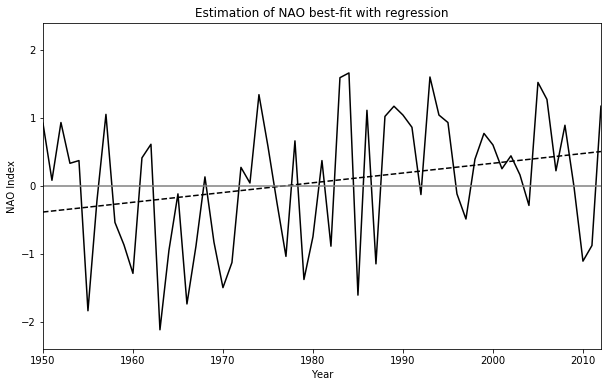 Estimation of NAO best-fit with regression
2
1
0
−1
−2
NAO Index
1950 1960 1970 1980 1990 2000 2010
Year